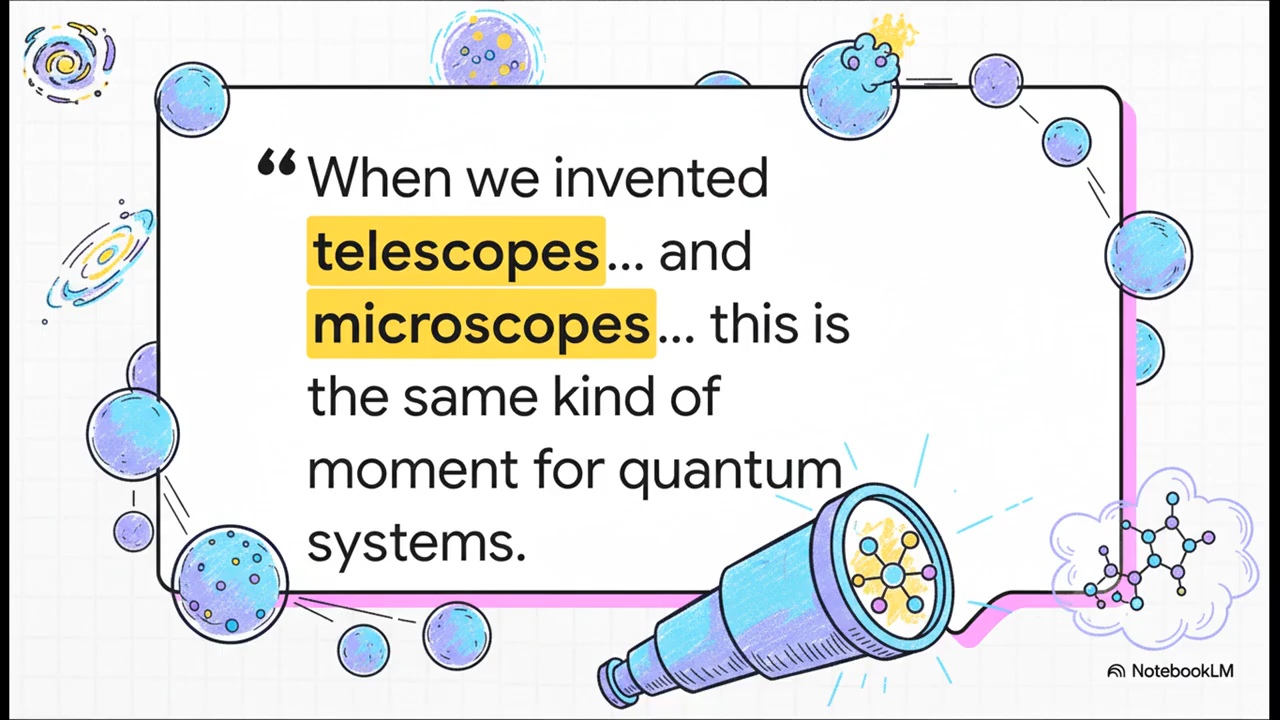 “When we invented
telescopes... and
microscopes... this is
the same kind of
moment for quantum
systems.
NotebookLM